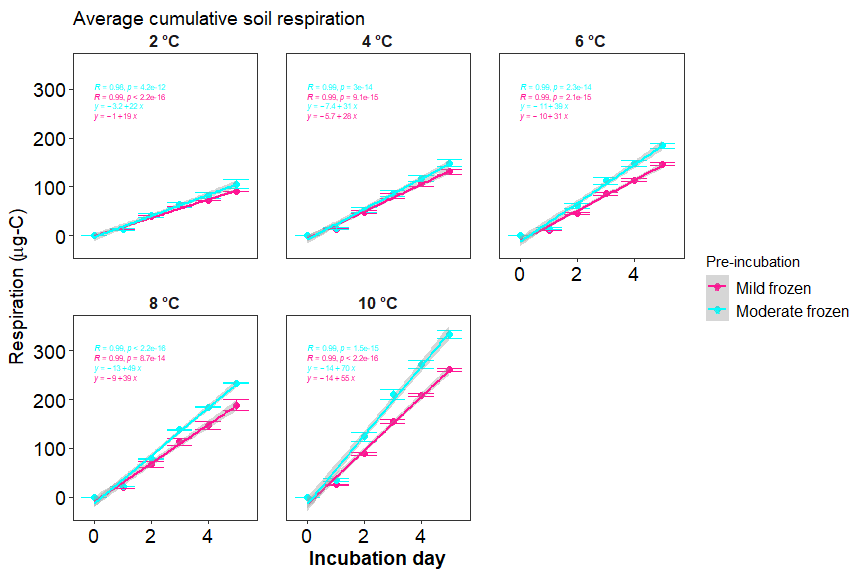 Average cumulative soil respiration
2 °C
4 °C
6 °C
300
200
100
0
R = 0.99, p = 4.2e-12
R = 0.99, p < 2.2e-16
y = −3.2 + 22 x
y = −1 + 19 x
R = 0.99, p = 3e-14
R = 0.99, p = 9.1e-15
y = −7.4 + 31 x
y = −5.7 + 28 x
R = 0.99, p = 2.3e-14
R = 0.99, p = 2.1e-15
y = −11 + 39 x
y = −10 + 31 x
0
2
4
Respiration (μg-C)
8 °C
10 °C
300
200
100
0
R = 0.99, p < 2.2e-16
R = 0.99, p = 8.7e-14
y = −13 + 49 x
y = −9 + 39 x
R = 0.99, p = 1.5e-15
R = 0.99, p < 2.2e-16
y = −14 + 70 x
y = −14 + 55 x
0
2
4
0
2
4
Incubation day
Pre-incubation
Mild frozen
Moderate frozen